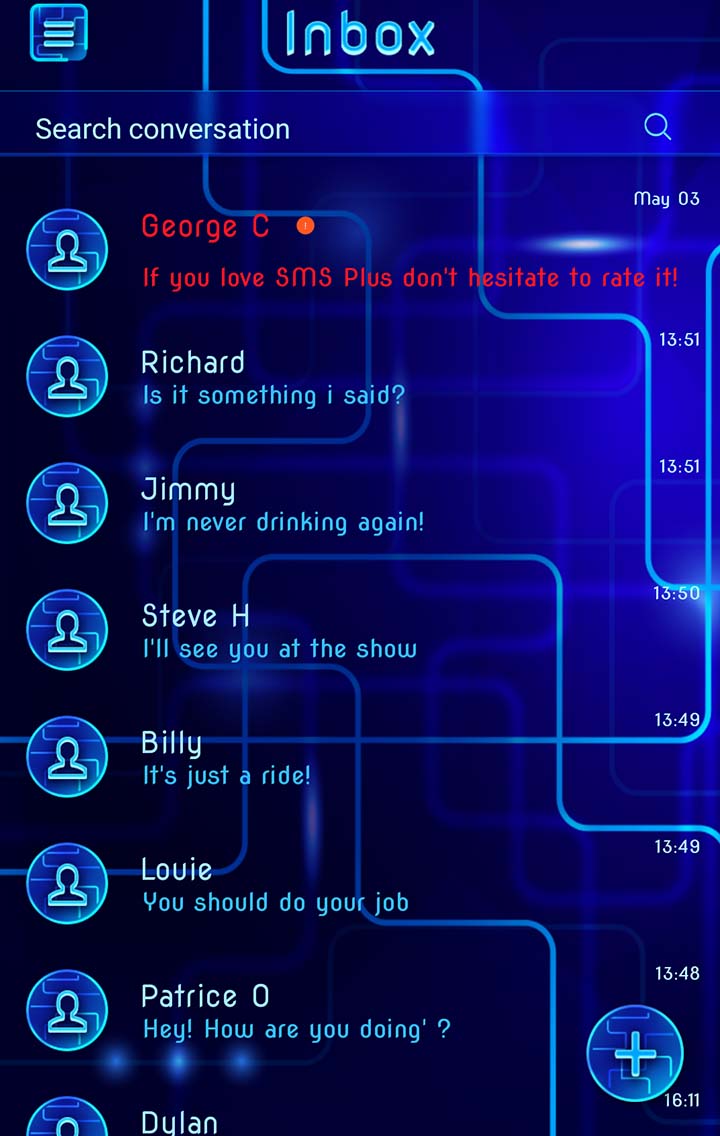 Inbox
Search conversation
May 03
George C
If you love SMS Plus don't hesitate to rate it!
13:51
Richard
Is it something i said?
13:51
Jimmy
I'm never drinking again!
13:50
Steve H
I'll see you at the show
13:49
Billy
It's just a ride!
13:49
Louie
You should do your job
13:48
Patrice O
Hey! How are you doing' ?
16:11
Dylan